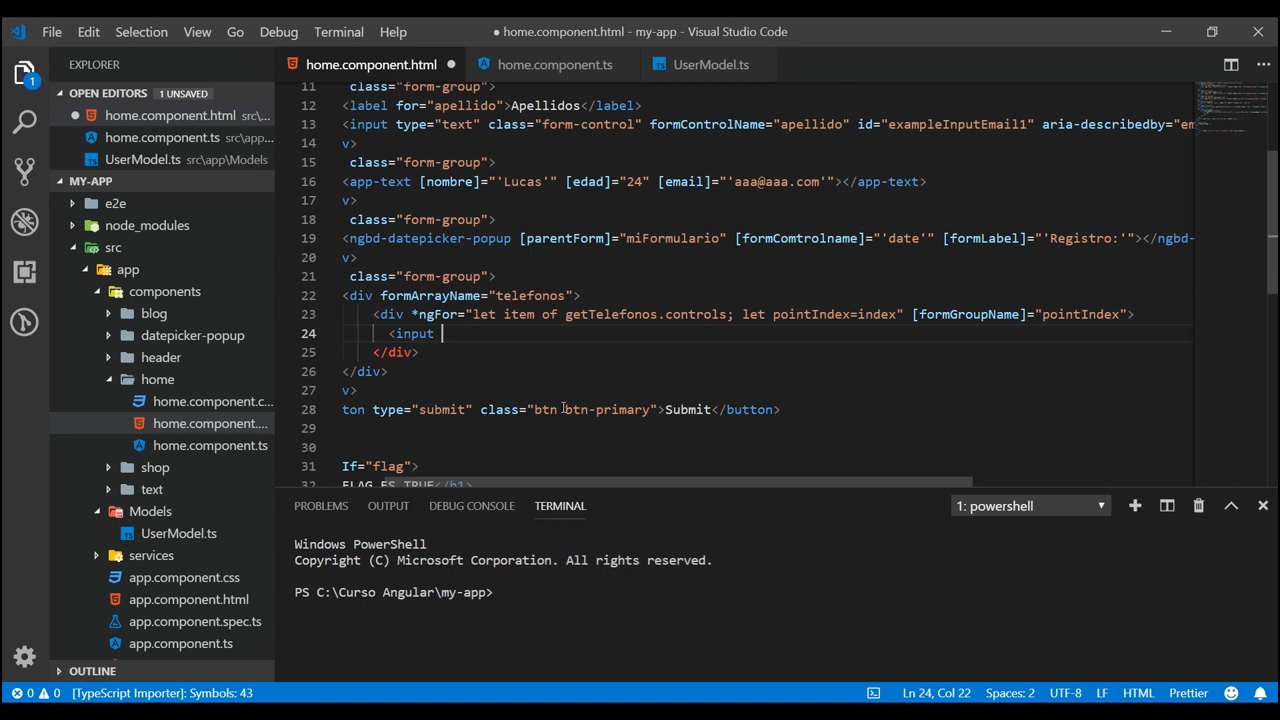 File Edit Selection View Go Debug Terminal Help
● home.component.html - my-app - Visual Studio Code
EXPLORER
home.component.html ●
home.component.ts
UserModel.ts
OPEN EDITORS 1 UNSAVED
● home.component.html src\...
home.component.ts src\app...
UserModel.ts src\app\Models
MY-APP
e2e
node_modules
src
app
components
blog
datepicker-popup
header
home
home.component.c...
home.component....
home.component.ts
shop
text
Models
UserModel.ts
services
app.component.css
app.component.html
app.component.spec.ts
app.component.ts
OUTLINE
1
11 class="form-group">
12 <label for="apellido">Apellidos</label>
13 <input type="text" class="form-control" formControlName="apellido" id="exampleInputEmail1" aria-describedby="em
14 v>
15 class="form-group">
16 <app-text [nombre]="'Lucas'" [edad]="24" [email]="'aaa@aaa.com'"></app-text>
17 v>
18 class="form-group">
19 <ngbd-datepicker-popup [parentForm]="miFormulario" [formComtrolname]="'date'" [formLabel]="'Registro:'"></ngbd-
20 v>
21 class="form-group">
22 <div formArrayName="telefonos">
23 <div *ngFor="let item of getTelefonos.controls; let pointIndex=index" [formGroupName]="pointIndex">
24 <input
25 </div>
26 </div>
27 v>
28 ton type="submit" class="btn btn-primary">Submit</button>
29
30
31 If="flag">
32 FLAG ES TRUE</h1>
PROBLEMS OUTPUT DEBUG CONSOLE TERMINAL
1: powershell
Windows PowerShell
Copyright (C) Microsoft Corporation. All rights reserved.
PS C:\Curso Angular\my-app>
0 0 [TypeScript Importer]: Symbols: 43
Ln 24, Col 22 Spaces: 2 UTF-8 LF HTML Prettier